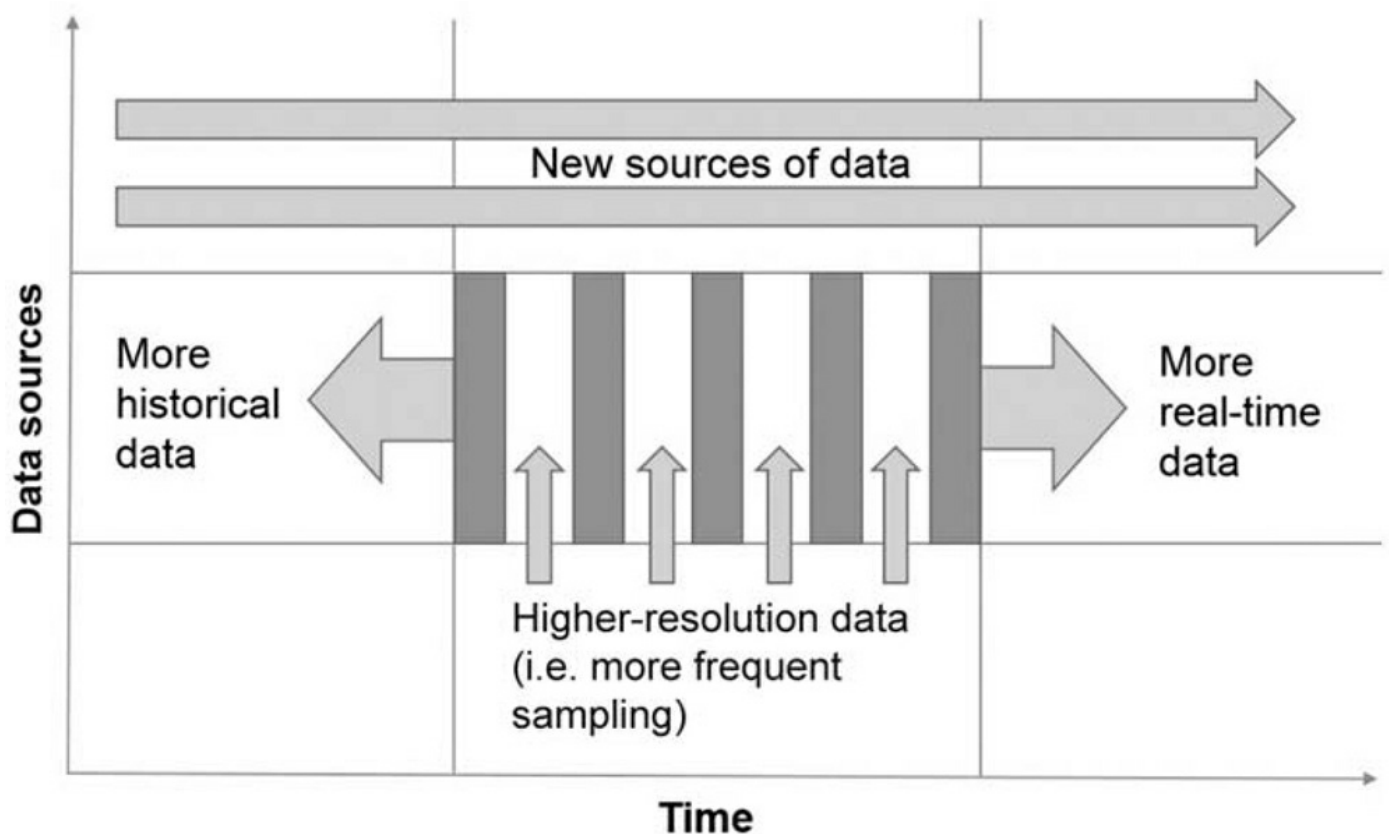 New sources of data
Data sources
More
historical
data
More
real-time
data
Higher-resolution data
(i.e. more frequent
sampling)
Time